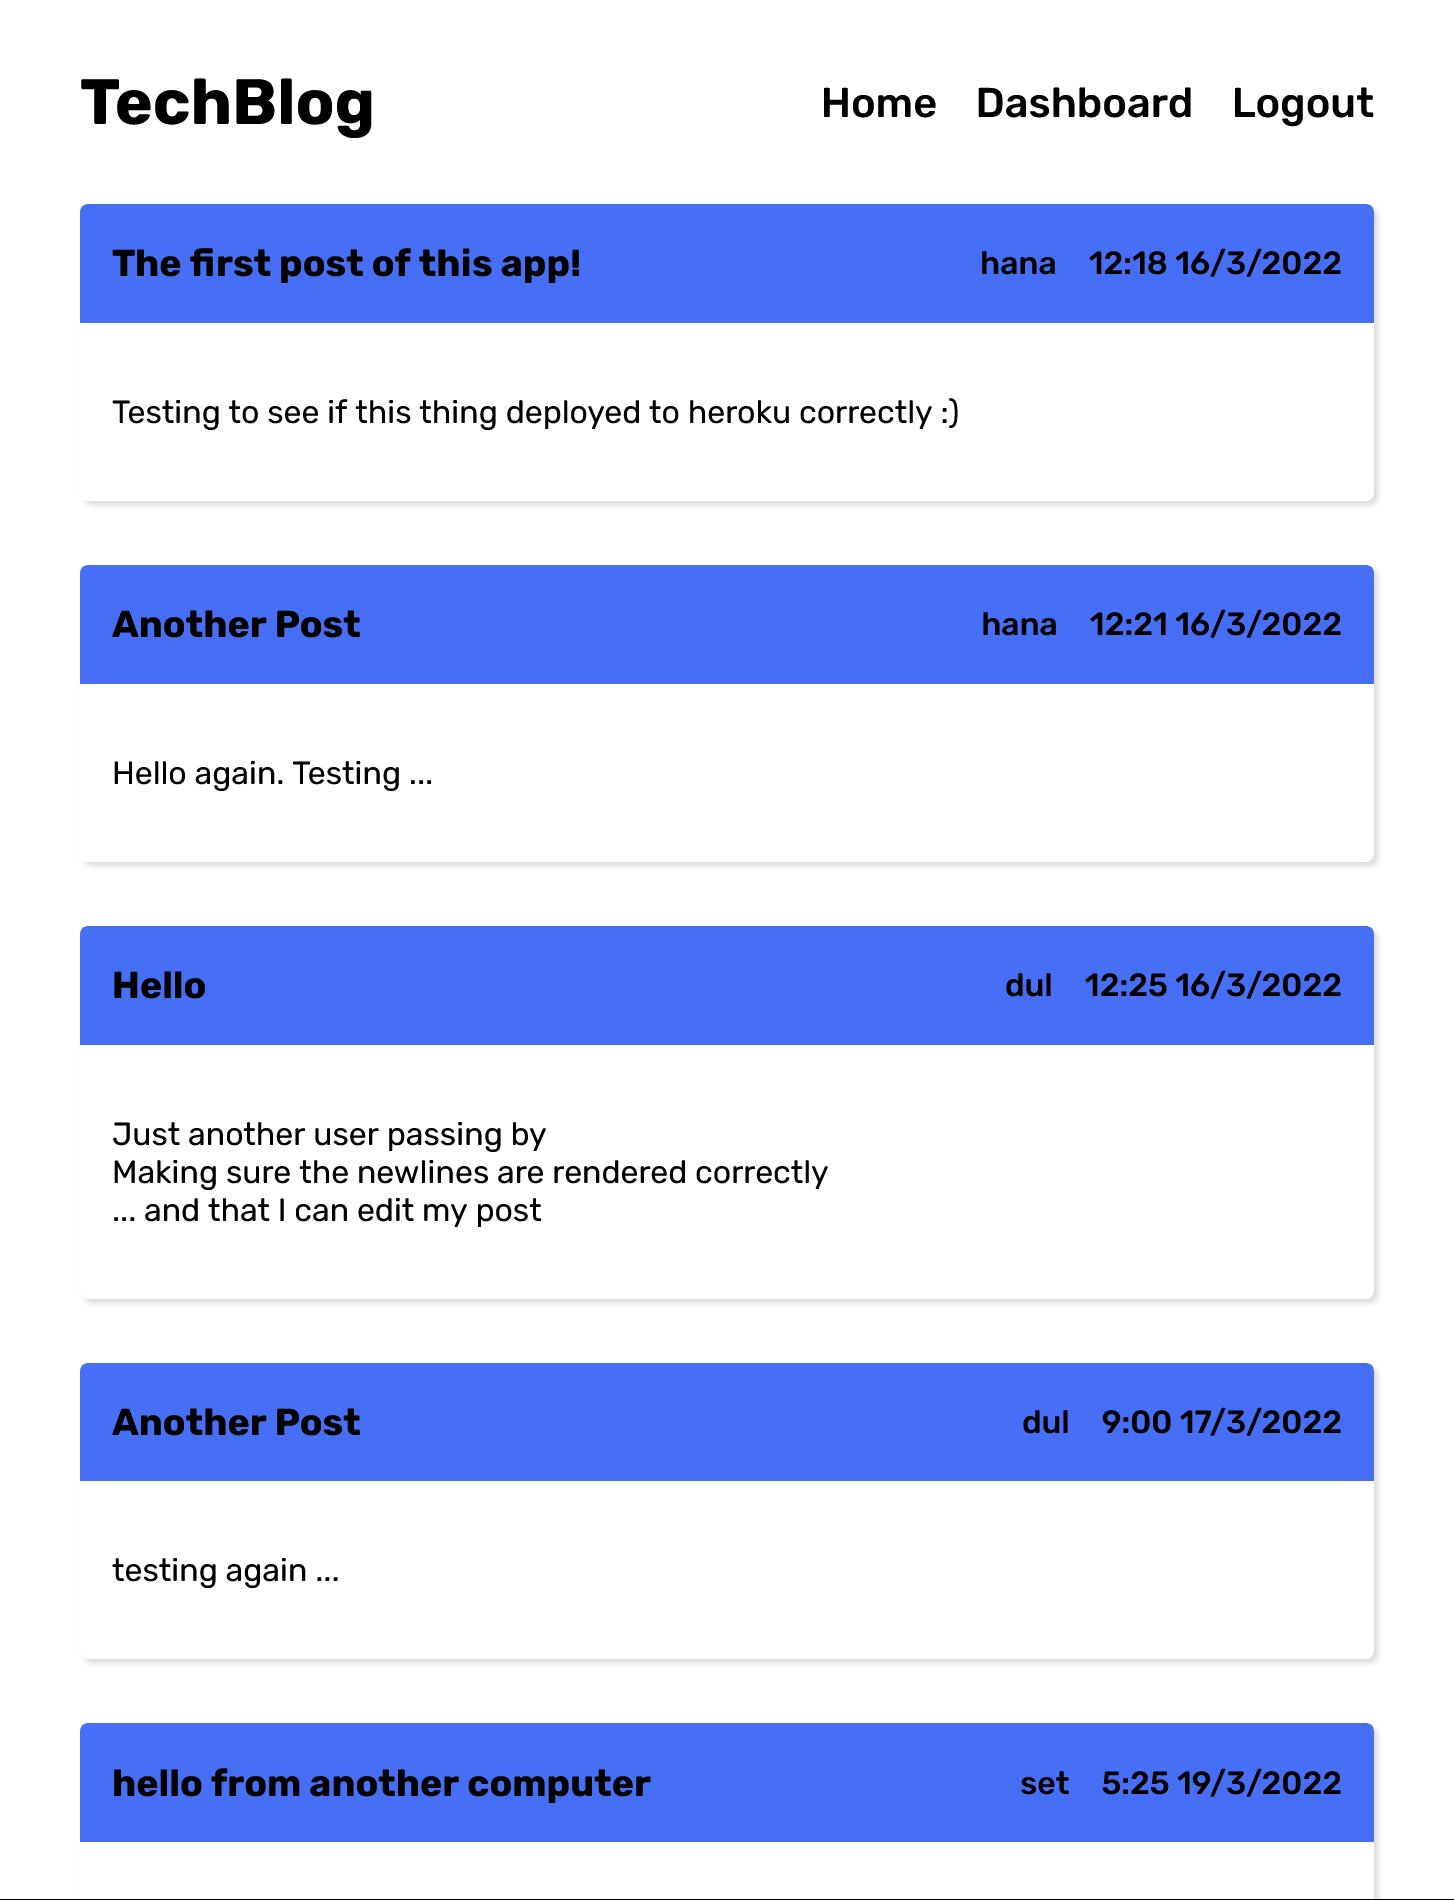 TechBlog
Home Dashboard Logout
The first post of this app!
hana 12:18 16/3/2022
Testing to see if this thing deployed to heroku correctly :)
Another Post
hana 12:21 16/3/2022
Hello again. Testing ...
Hello
dul 12:25 16/3/2022
Just another user passing by
Making sure the newlines are rendered correctly
... and that I can edit my post
Another Post
dul 9:00 17/3/2022
testing again ...
hello from another computer
set 5:25 19/3/2022